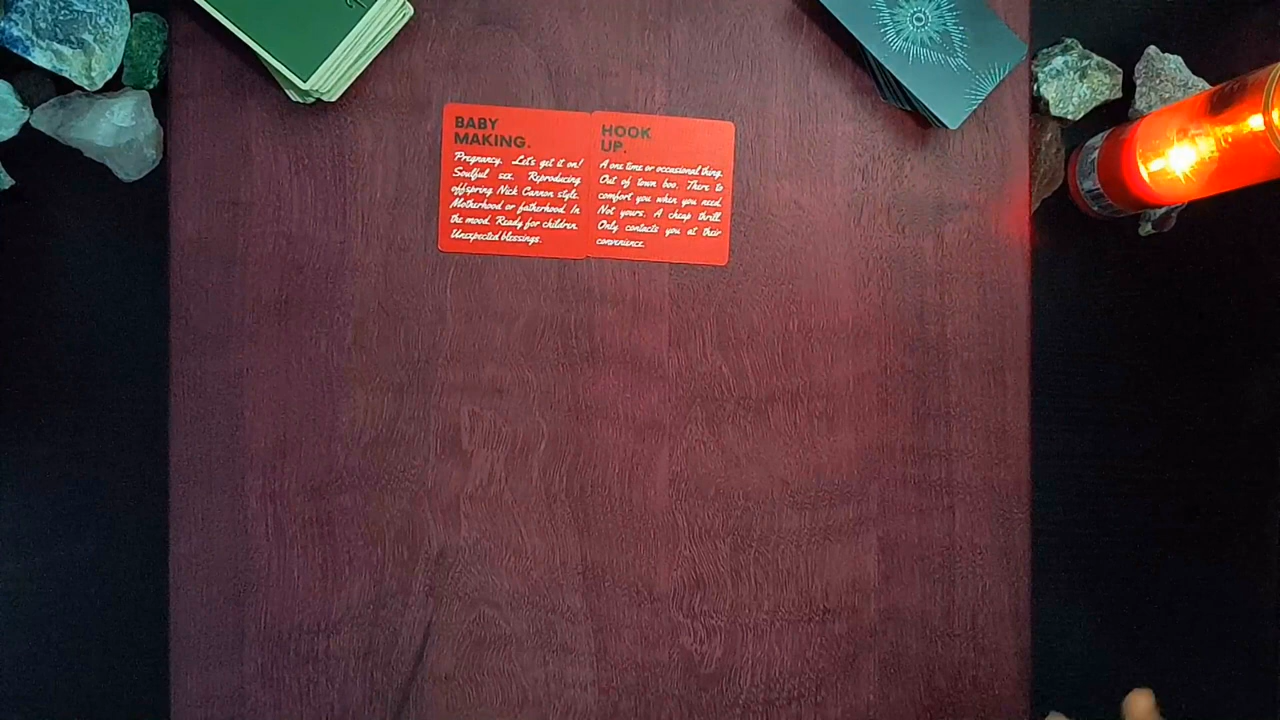 BABY
MAKING.
Pregnancy. Let's get it on!
Soulful sex. Reproducing
offspring Nick Cannon style.
Motherhood or fatherhood. In
the mood. Ready for children.
Unexpected blessings.
HOOK
UP.
A one time or occasional thing.
Out of town boo. There to
comfort you when you need.
Not yours. A cheap thrill.
Only contacts you at their
convenience.